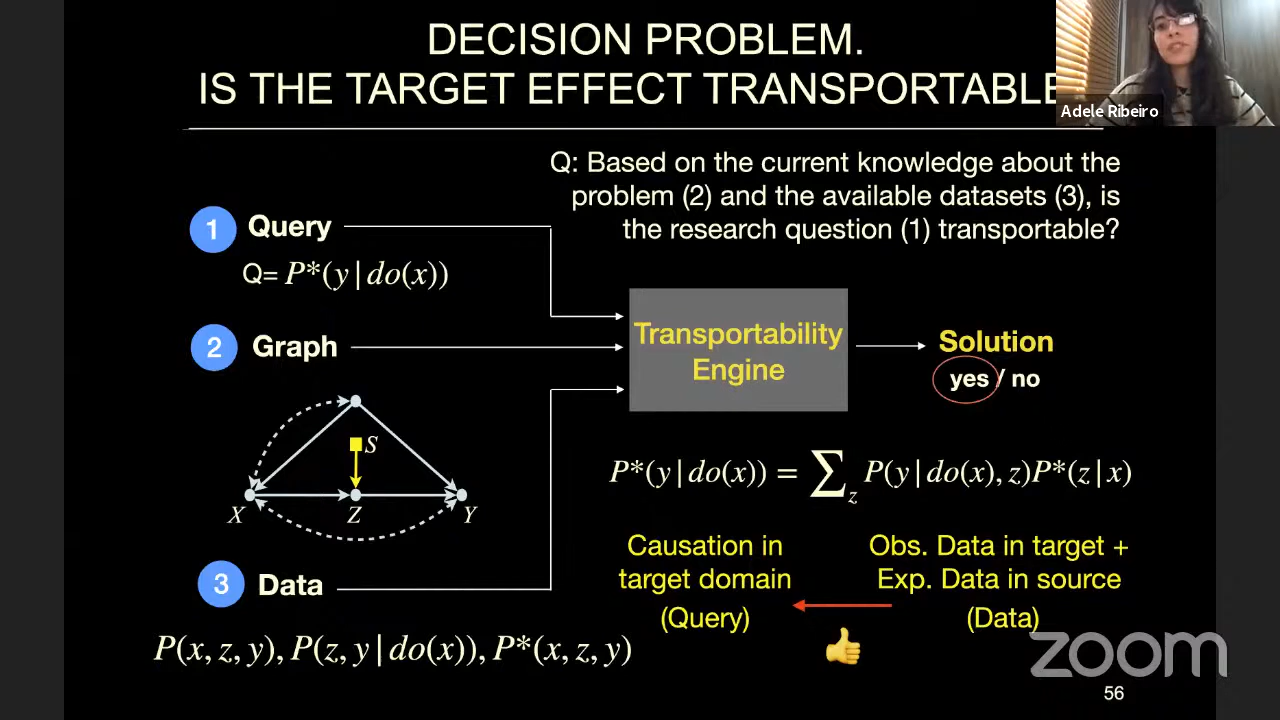 DECISION PROBLEM.
IS THE TARGET EFFECT TRANSPORTABLE
Adele Ribeiro
Q: Based on the current knowledge about the
problem (2) and the available datasets (3), is
the research question (1) transportable?
1 Query
Q= P*(y|do(x))
2 Graph
S
X Z Y
3 Data
P(x, z, y), P(z, y|do(x)), P*(x, z, y)
Transportability
Engine
Solution
yes / no
P*(y|do(x)) = ∑z P(y|do(x), z)P*(z|x)
Causation in
target domain
(Query)
Obs. Data in target +
Exp. Data in source
(Data)
zoom
56